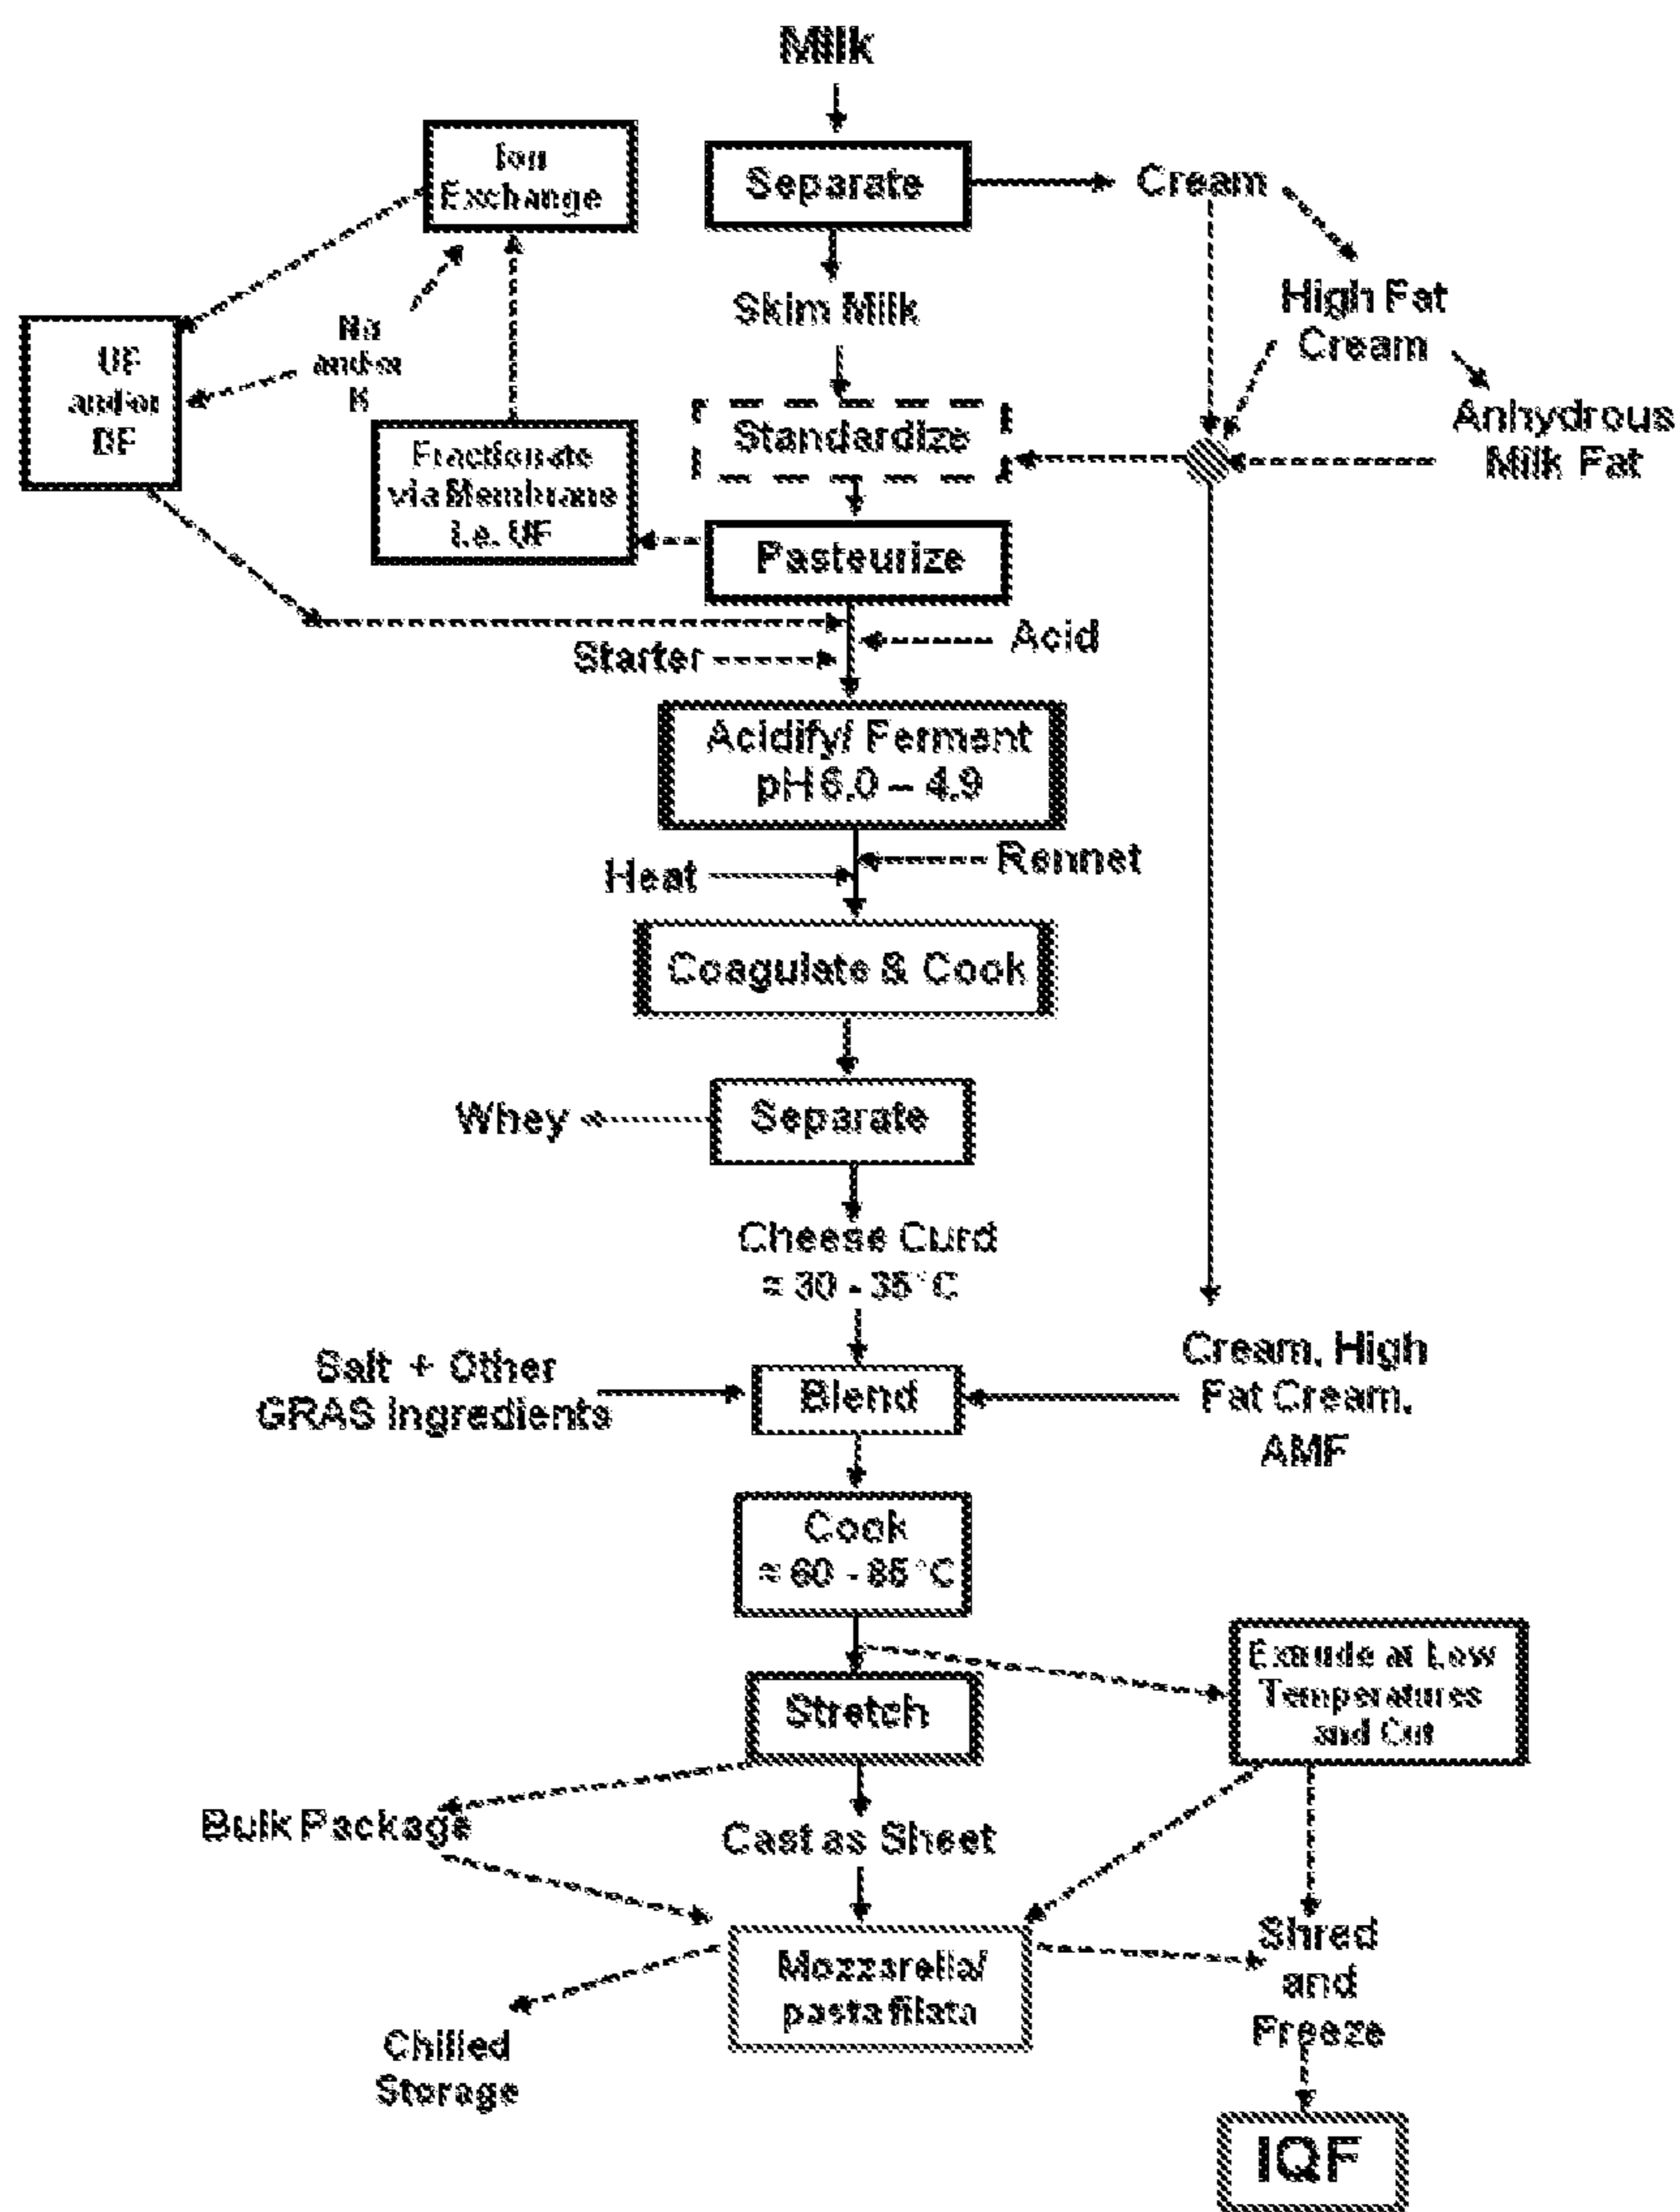 Milk
Ion
Exchange
Separate
Cream
Skim Milk
High Fat
Cream
UF
and/or
DF
Na
and/or
K
Standardize
Anhydrous
Milk Fat
Fractionate
via Membrane
i.e. UF
Pasteurize
Starter
Acid
Acidify/ Ferment
pH 6.0 – 4.9
Heat
Rennet
Coagulate & Cook
Whey
Separate
Cheese Curd
≈ 30 - 35°C
Salt + Other
GRAS Ingredients
Blend
Cream, High
Fat Cream,
AMF
Cook
≈ 60 - 85°C
Extrude at Low
Temperatures
and Cut
Stretch
Bulk Package
Cast as Sheet
Mozzarella/
pasta filata
Shred
and
Freeze
Chilled
Storage
IQF